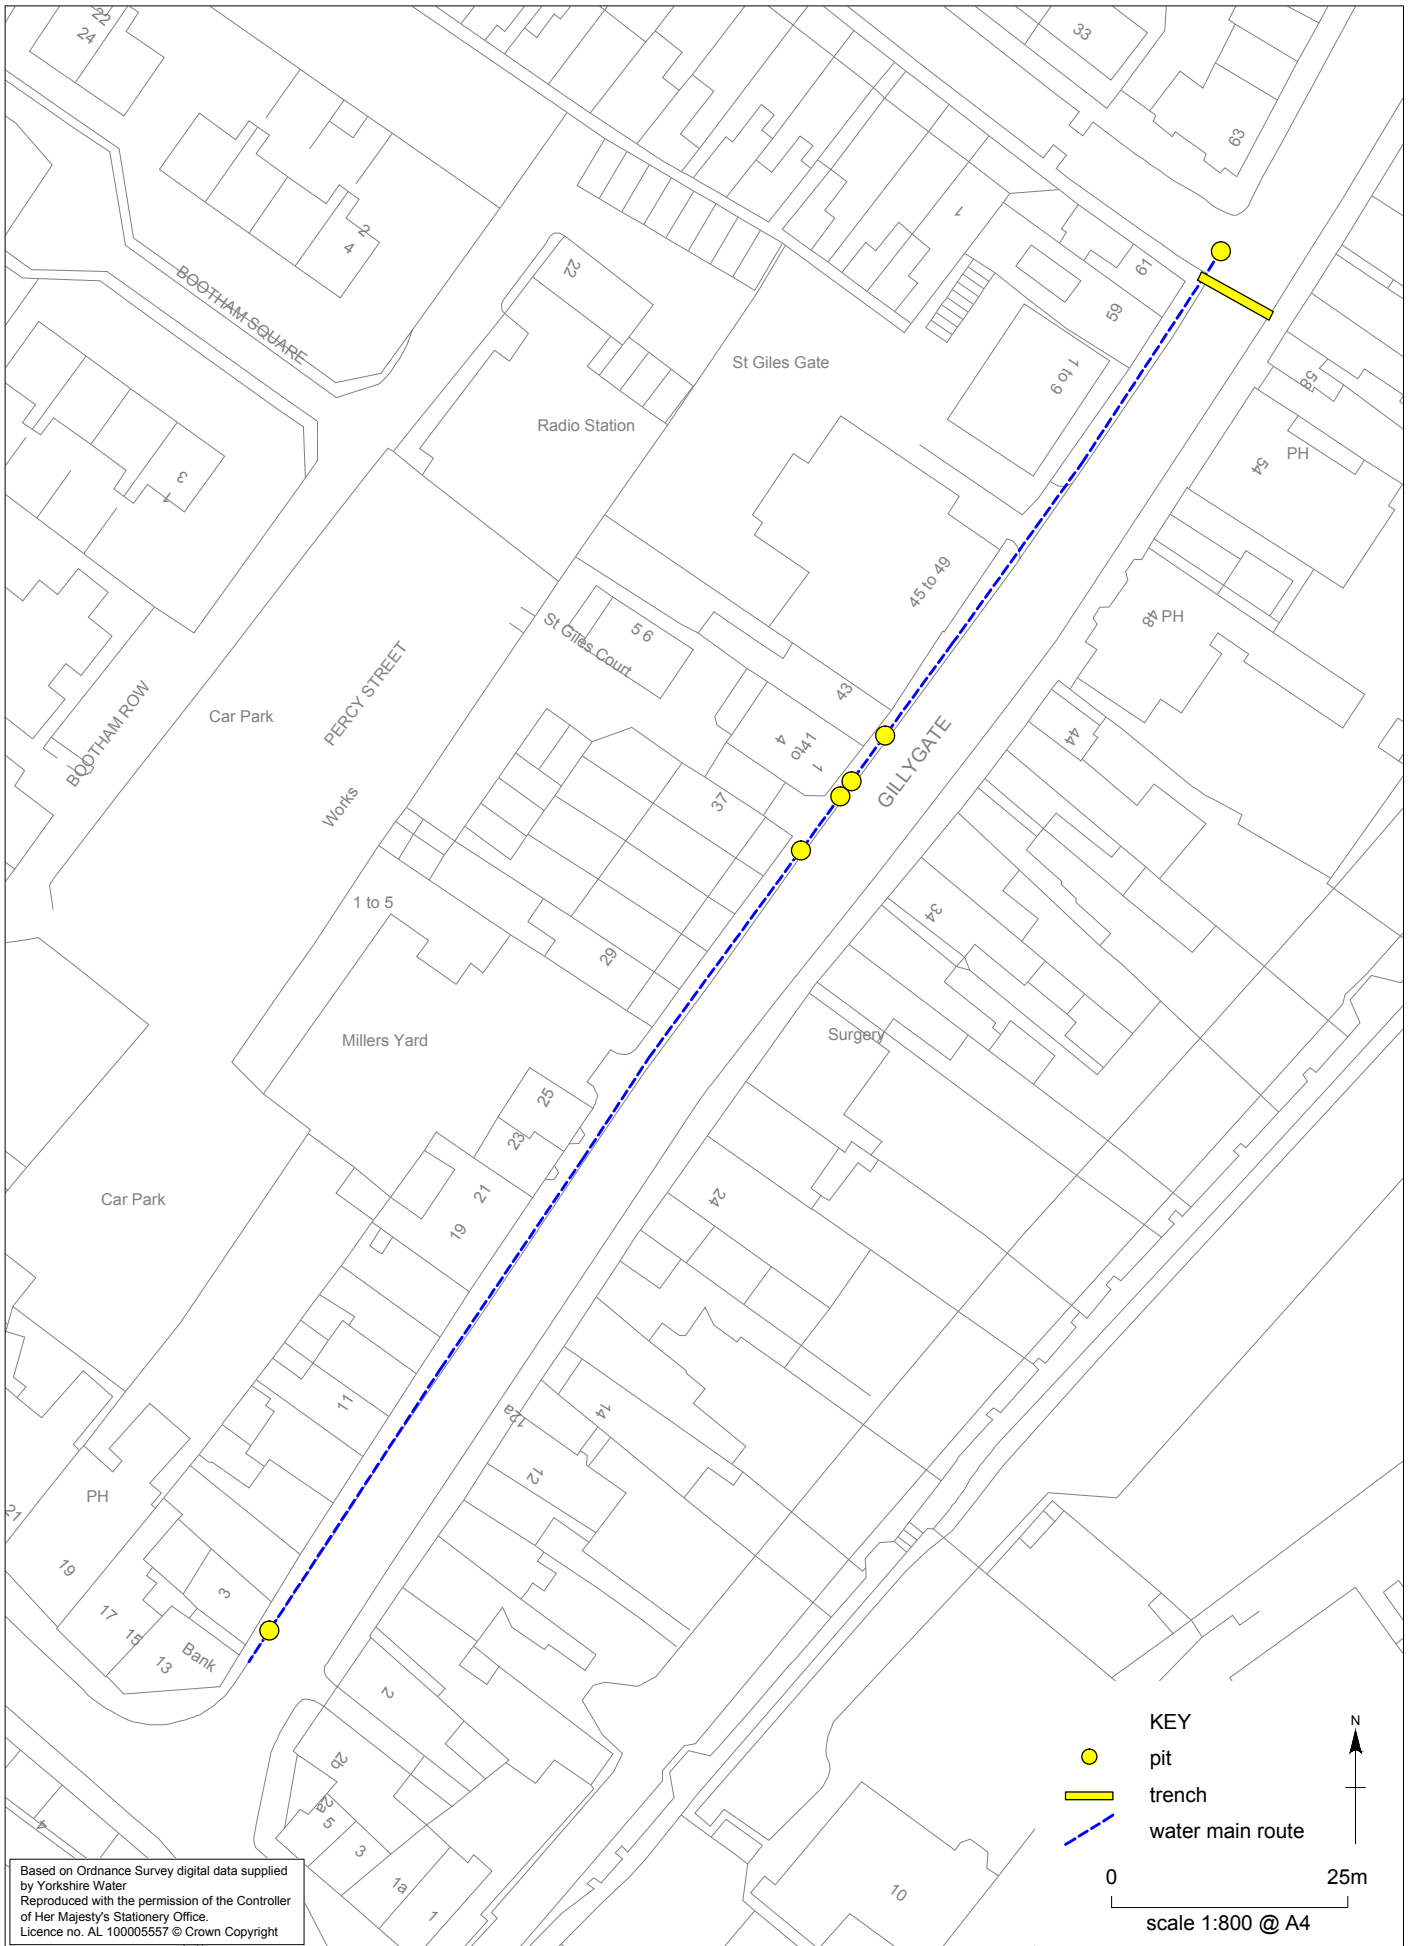 22
24
33
63
2
4
1
BOOTHAM SQUARE
22
61
59
St Giles Gate
1 to 9
58
Radio Station
PH
54
3
1
45 to 49
St Giles Court
5 6
48
PH
PERCY STREET
BOOTHAM ROW
Car Park
43
GILLYGATE
44
1 to 4
41
37
Works
1 to 5
34
29
Millers Yard
Surgery
25
23
21
19
24
Car Park
11
12a
14
12
PH
21
19
17
15
13
Bank
3
2
2b
2a
5
3
1a
1
4
10
KEY
pit
trench
water main route
N
0 25m
scale 1:800 @ A4
Based on Ordnance Survey digital data supplied
by Yorkshire Water
Reproduced with the permission of the Controller
of Her Majesty's Stationery Office.
Licence no. AL 100005557 © Crown Copyright